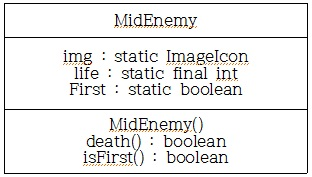 MidEnemy
img : static ImageIcon
life : static final int
First : static boolean
MidEnemy()
death() : boolean
isFirst() : boolean